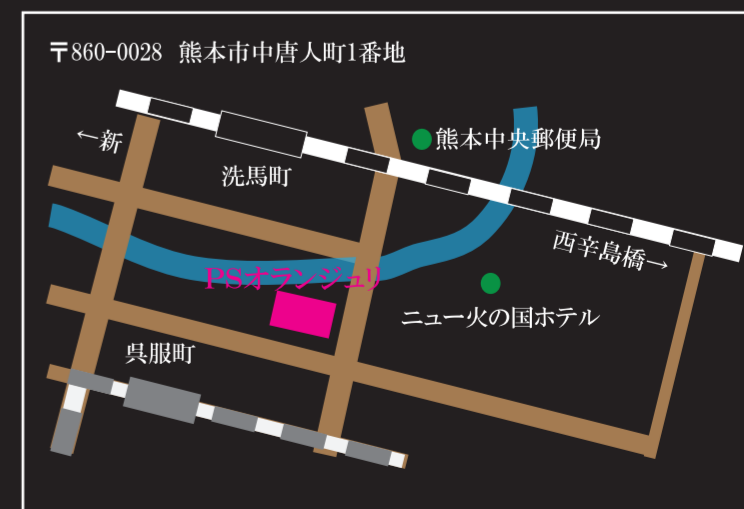 〒860-0028 熊本市中唐人町1番地
←新
熊本中央郵便局
洗馬町
西辛島橋→
PSオランジュリ
ニュー火の国ホテル
呉服町